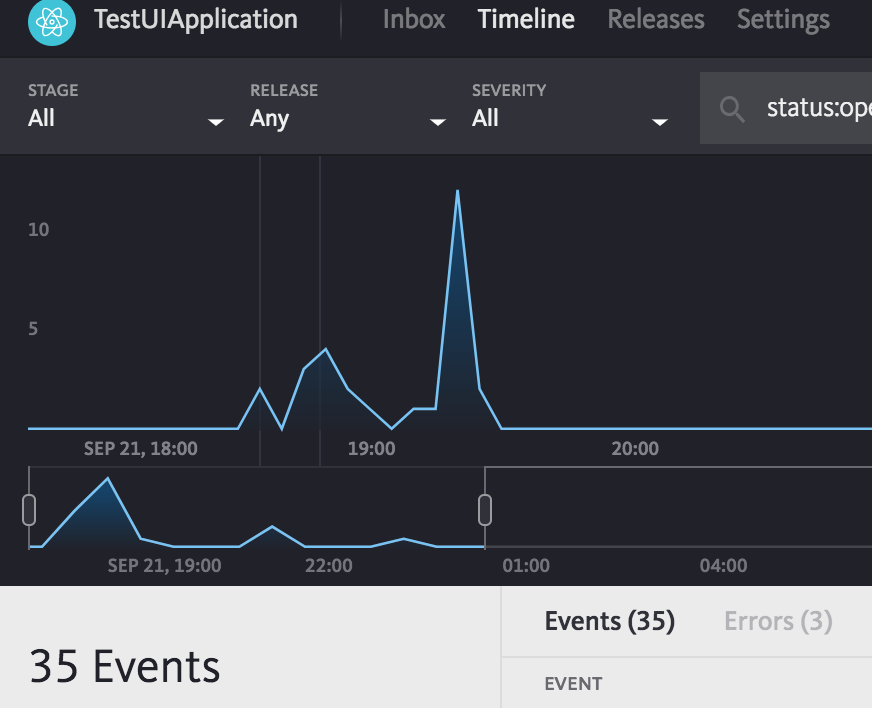 TestUIApplication Inbox Timeline Releases Settings
STAGE RELEASE SEVERITY
All Any All status:ope
10
5
SEP 21, 18:00 19:00 20:00
SEP 21, 19:00 22:00 01:00 04:00
Events (35) Errors (3)
35 Events
EVENT